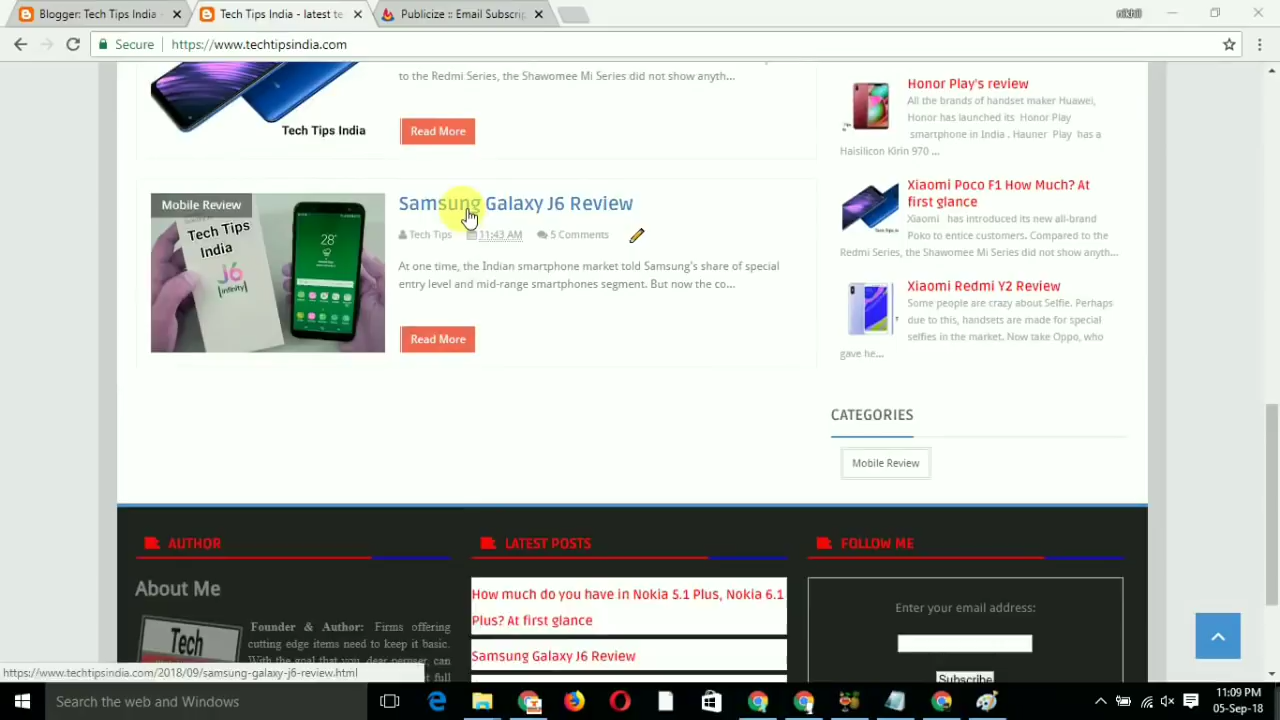 Blogger: Tech Tips India -
Tech Tips India - latest te
Publicize :: Email Subscrip
nikhil
Secure
https://www.techtipsindia.com
to the Redmi Series, the Shawomee Mi Series did not show anyth...
Tech Tips India
Read More
Mobile Review
Tech Tips
India
J6
[infinity]
28°
Samsung Galaxy J6 Review
Tech Tips 11:43 AM 5 Comments
At one time, the Indian smartphone market told Samsung's share of special
entry level and mid-range smartphones segment. But now the co...
Read More
Honor Play's review
All the brands of handset maker Huawei,
Honor has launched its Honor Play
smartphone in India . Hauner Play has a
Haisilicon Kirin 970 ...
Xiaomi Poco F1 How Much? At
first glance
Xiaomi has introduced its new all-brand
Poko to entice customers. Compared to the
Redmi Series, the Shawomee Mi Series did not show anyth...
Xiaomi Redmi Y2 Review
Some people are crazy about Selfie. Perhaps
due to this, handsets are made for special
selfies in the market. Now take Oppo, who
gave he...
CATEGORIES
Mobile Review
AUTHOR
About Me
Tech
Founder & Author: Firms offering
cutting edge items need to keep it basic.
With the goal that you, dear peruser, can
LATEST POSTS
How much do you have in Nokia 5.1 Plus, Nokia 6.1
Plus? At first glance
Samsung Galaxy J6 Review
FOLLOW ME
Enter your email address:
Subscribe
https://www.techtipsindia.com/2018/09/samsung-galaxy-j6-review.html
Search the web and Windows
11:09 PM
05-Sep-18